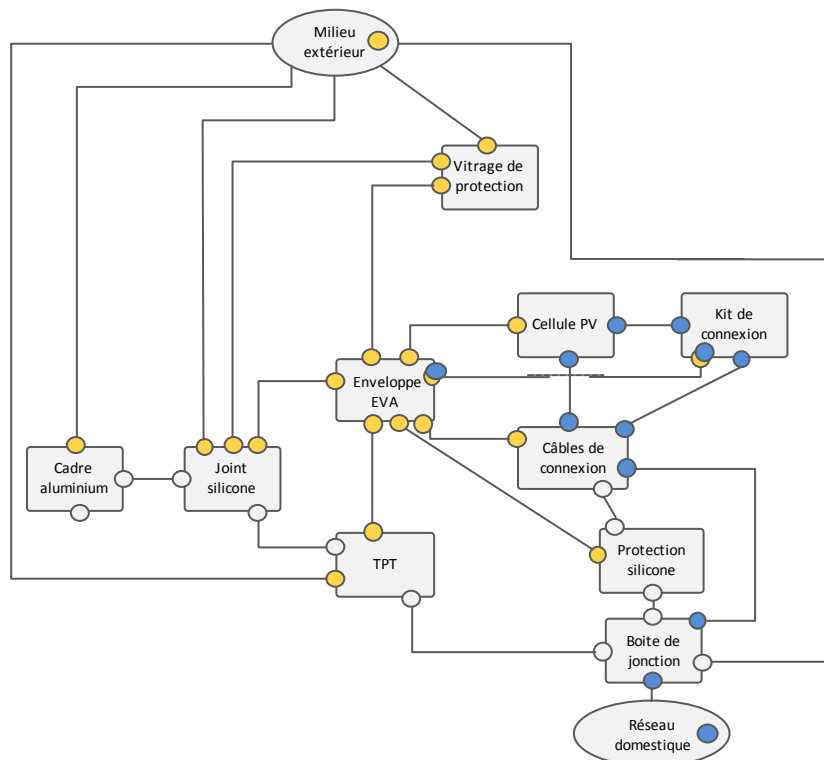 Milieu
extérieur
Vitrage de
protection
Cellule PV
Kit de
connexion
Enveloppe
EVA
Cadre
aluminium
Joint
silicone
Câbles de
connexion
TPT
Protection
silicone
Boite de
jonction
Réseau
domestique